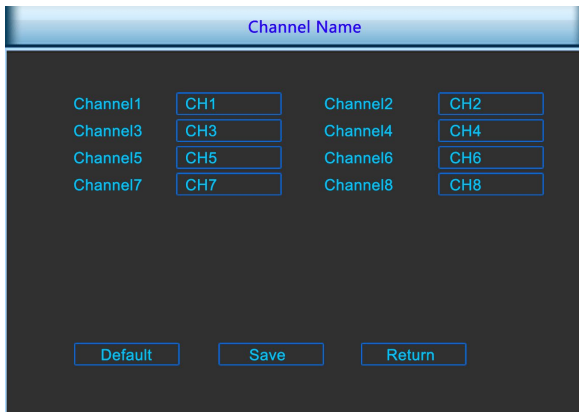 Channel Name
Channel1 CH1 Channel2 CH2
Channel3 CH3 Channel4 CH4
Channel5 CH5 Channel6 CH6
Channel7 CH7 Channel8 CH8
Default Save Return